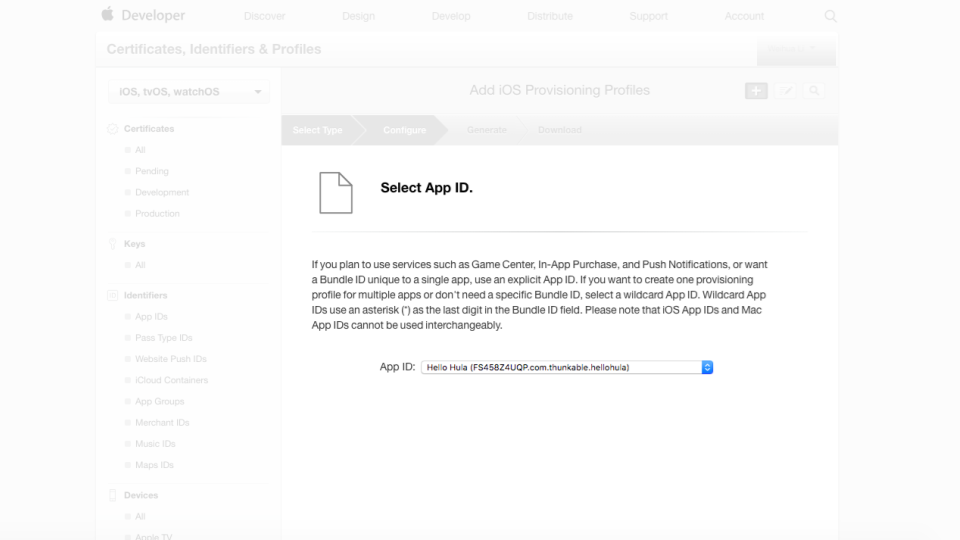 Developer
Discover
Design
Develop
Distribute
Support
Account
Certificates, Identifiers & Profiles
iOS, tvOS, watchOS
Add iOS Provisioning Profiles
Certificates
All
Pending
Development
Production
Keys
All
Identifiers
App IDs
Pass Type IDs
Website Push IDs
iCloud Containers
App Groups
Merchant IDs
Music IDs
Maps IDs
Devices
All
Apple TV
Select Type
Configure
Generate
Download
Select App ID.
If you plan to use services such as Game Center, In-App Purchase, and Push Notifications, or want
a Bundle ID unique to a single app, use an explicit App ID. If you want to create one provisioning
profile for multiple apps or don't need a specific Bundle ID, select a wildcard App ID. Wildcard App
IDs use an asterisk (*) as the last digit in the Bundle ID field. Please note that iOS App IDs and Mac
App IDs cannot be used interchangeably.
App ID: Hello Hula (FS458Z4UQP.com.thunkable.hellohula)